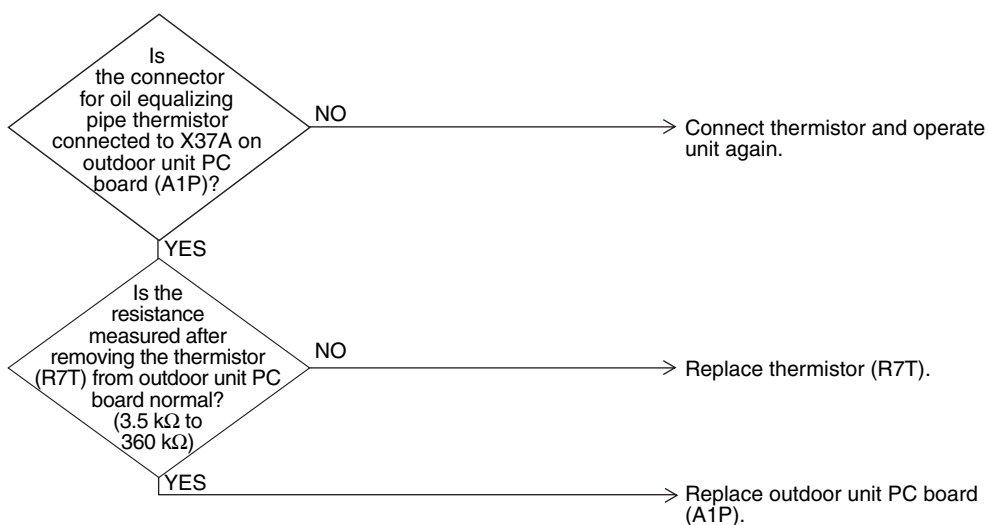 Is
the connector
for oil equalizing
pipe thermistor
connected to X37A on
outdoor unit PC
board (A1P)?
NO
Connect thermistor and operate
unit again.
YES
Is the
resistance
measured after
removing the thermistor
(R7T) from outdoor unit PC
board normal?
(3.5 kΩ to
360 kΩ)
NO
Replace thermistor (R7T).
YES
Replace outdoor unit PC board
(A1P).